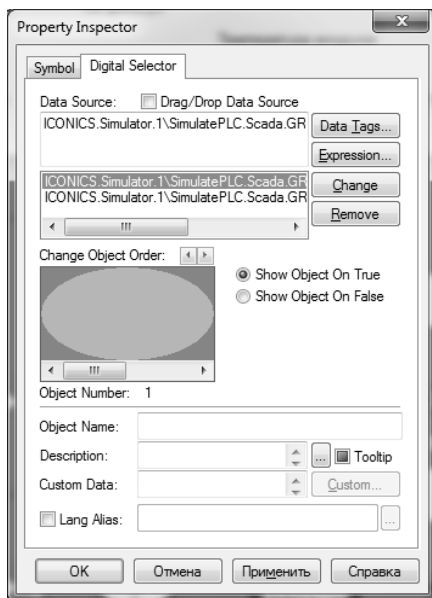 Property Inspector
Symbol Digital Selector
Data Source: Drag/Drop Data Source
ICONICS.Simulator.1\SimulatePLC.Scada.GR
Data Tags...
Expression...
ICONICS.Simulator.1\SimulatePLC.Scada.GR
ICONICS.Simulator.1\SimulatePLC.Scada.GR
Change
Remove
Change Object Order:
Show Object On True
Show Object On False
Object Number: 1
Object Name:
Description: ... Tooltip
Custom Data: Custom...
Lang Alias: ...
OK Отмена Применить Справка